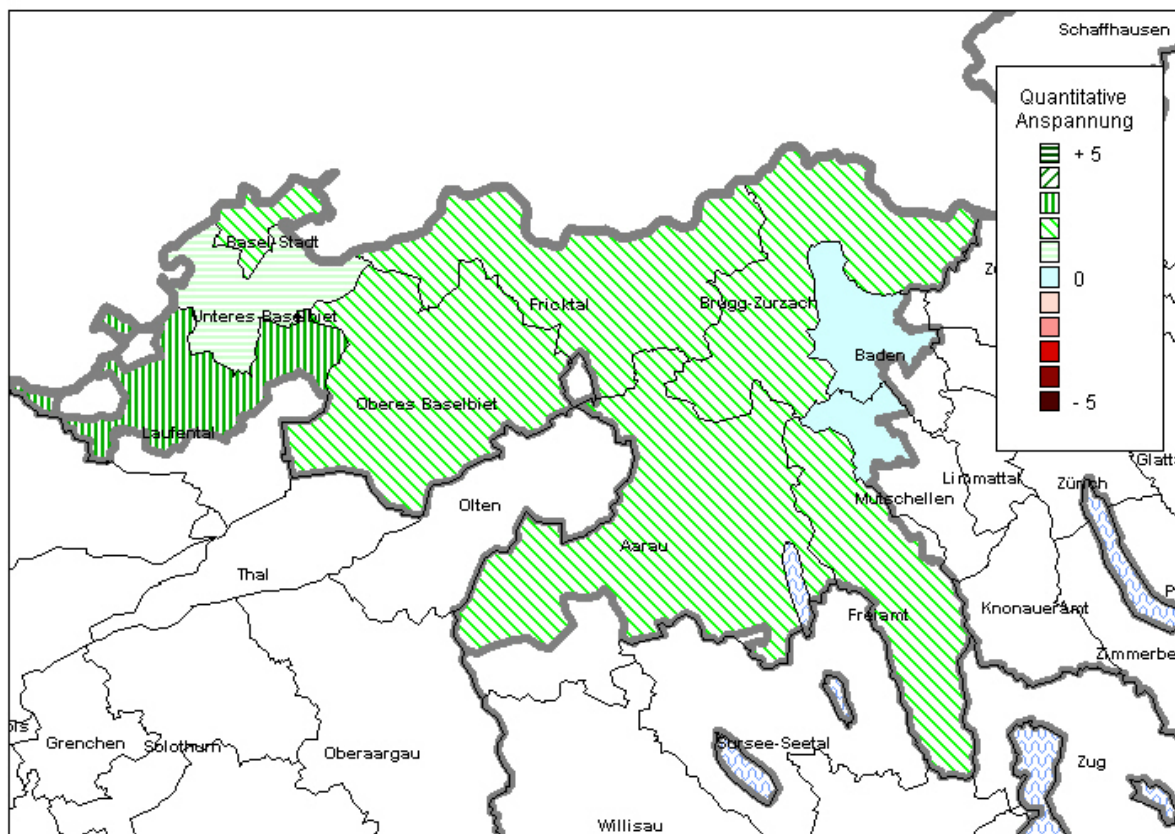 Schaffhausen
Quantitative
Anspannung
+ 5
0
- 5
Basel-Stadt
Unteres-Baselbiet
Fricktal
Brugg-Zurzach
Baden
Oberes Baselbiet
Laufental
Olten
Mutschellen
Limmattal
Zürich
Glatt
Aarau
Thal
Freiamt
KnonauerAmt
Zimmerbe
Grenchen
Solothurn
Oberaargau
Sursee-Seetal
Zug
Willisau